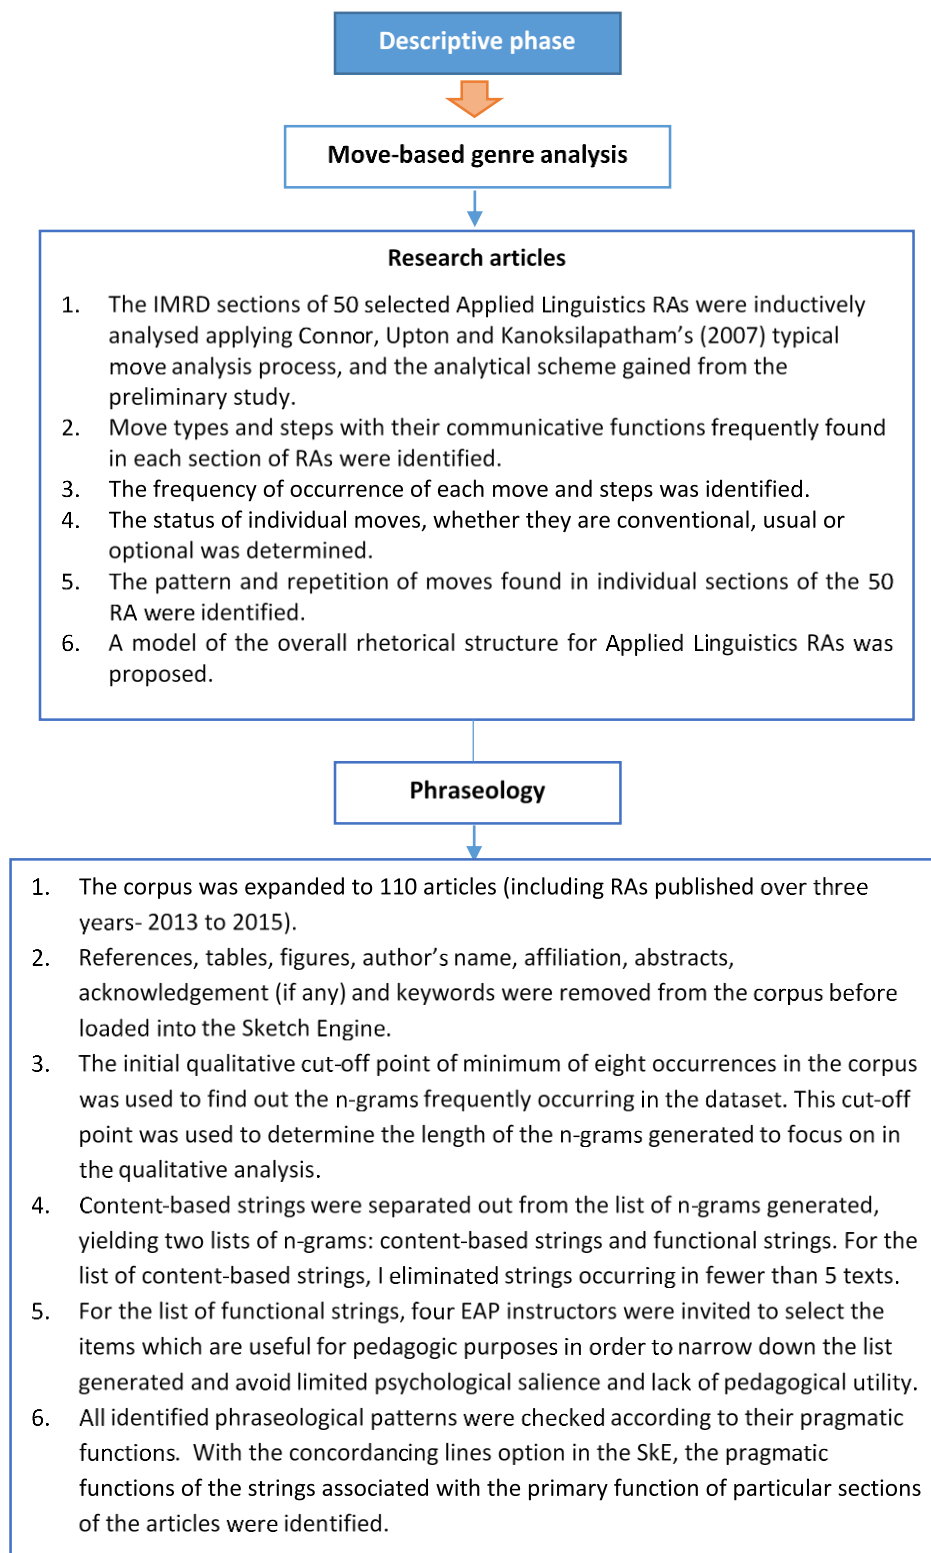 Descriptive phase
Move-based genre analysis
Research articles
1. The IMRD sections of 50 selected Applied Linguistics RAs were inductively
analysed applying Connor, Upton and Kanoksilapatham’s (2007) typical
move analysis process, and the analytical scheme gained from the
preliminary study.
2. Move types and steps with their communicative functions frequently found
in each section of RAs were identified.
3. The frequency of occurrence of each move and steps was identified.
4. The status of individual moves, whether they are conventional, usual or
optional was determined.
5. The pattern and repetition of moves found in individual sections of the 50
RA were identified.
6. A model of the overall rhetorical structure for Applied Linguistics RAs was
proposed.
Phraseology
1. The corpus was expanded to 110 articles (including RAs published over three
years- 2013 to 2015).
2. References, tables, figures, author’s name, affiliation, abstracts,
acknowledgement (if any) and keywords were removed from the corpus before
loaded into the Sketch Engine.
3. The initial qualitative cut-off point of minimum of eight occurrences in the corpus
was used to find out the n-grams frequently occurring in the dataset. This cut-off
point was used to determine the length of the n-grams generated to focus on in
the qualitative analysis.
4. Content-based strings were separated out from the list of n-grams generated,
yielding two lists of n-grams: content-based strings and functional strings. For the
list of content-based strings, I eliminated strings occurring in fewer than 5 texts.
5. For the list of functional strings, four EAP instructors were invited to select the
items which are useful for pedagogic purposes in order to narrow down the list
generated and avoid limited psychological salience and lack of pedagogical utility.
6. All identified phraseological patterns were checked according to their pragmatic
functions. With the concordancing lines option in the SkE, the pragmatic
functions of the strings associated with the primary function of particular sections
of the articles were identified.